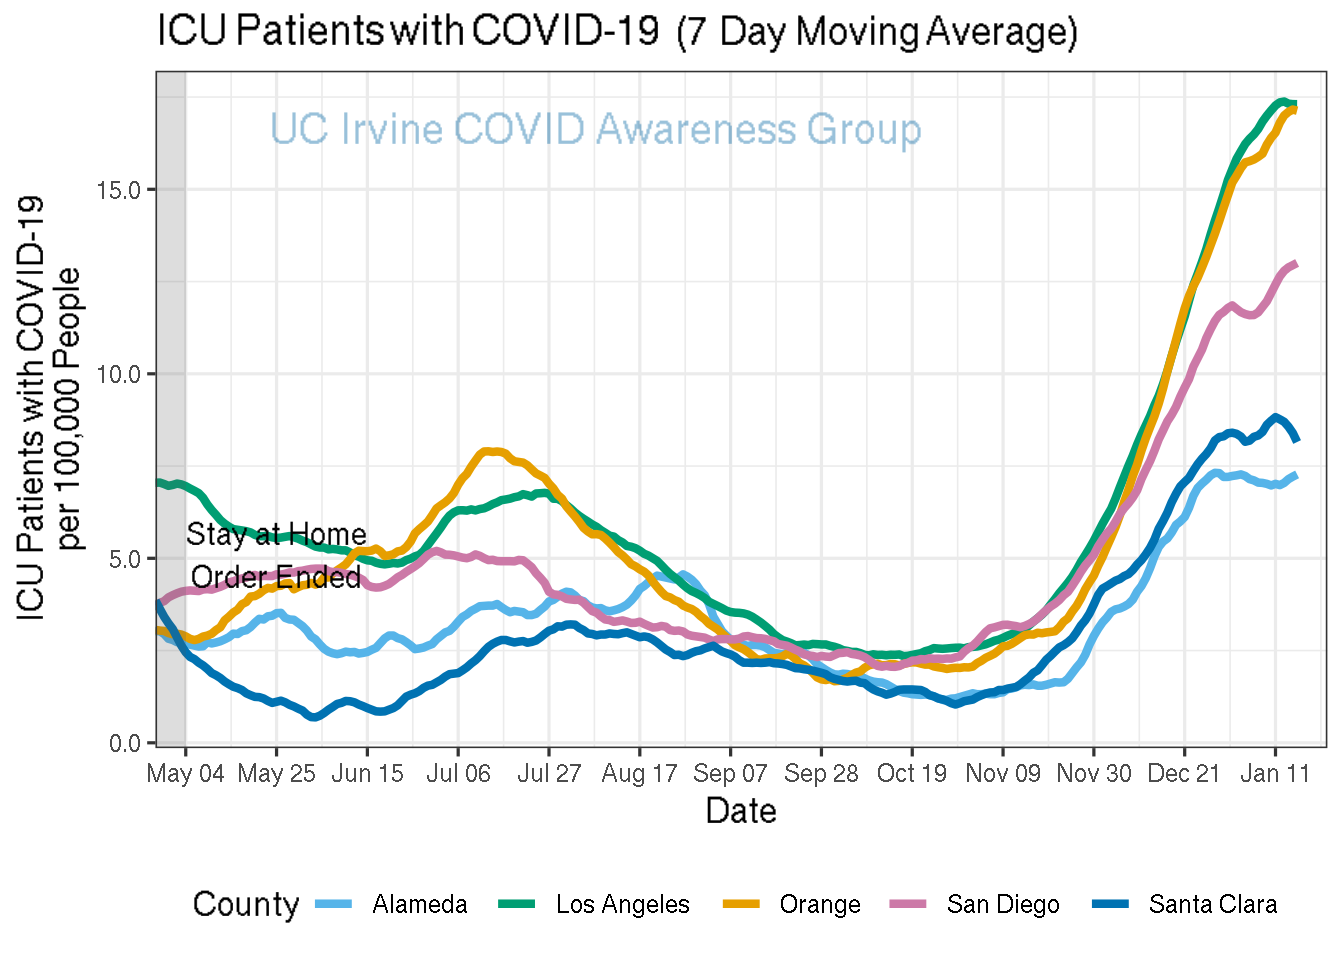 ICU Patients with COVID-19 (7 Day Moving Average)
UC Irvine COVID Awareness Group
ICU Patients with COVID-19
per 100,000 People
15.0
10.0
5.0
0.0
Stay at Home
Order Ended
May 04 May 25 Jun 15 Jul 06 Jul 27 Aug 17 Sep 07 Sep 28 Oct 19 Nov 09 Nov 30 Dec 21 Jan 11
Date
County Alameda Los Angeles Orange San Diego Santa Clara